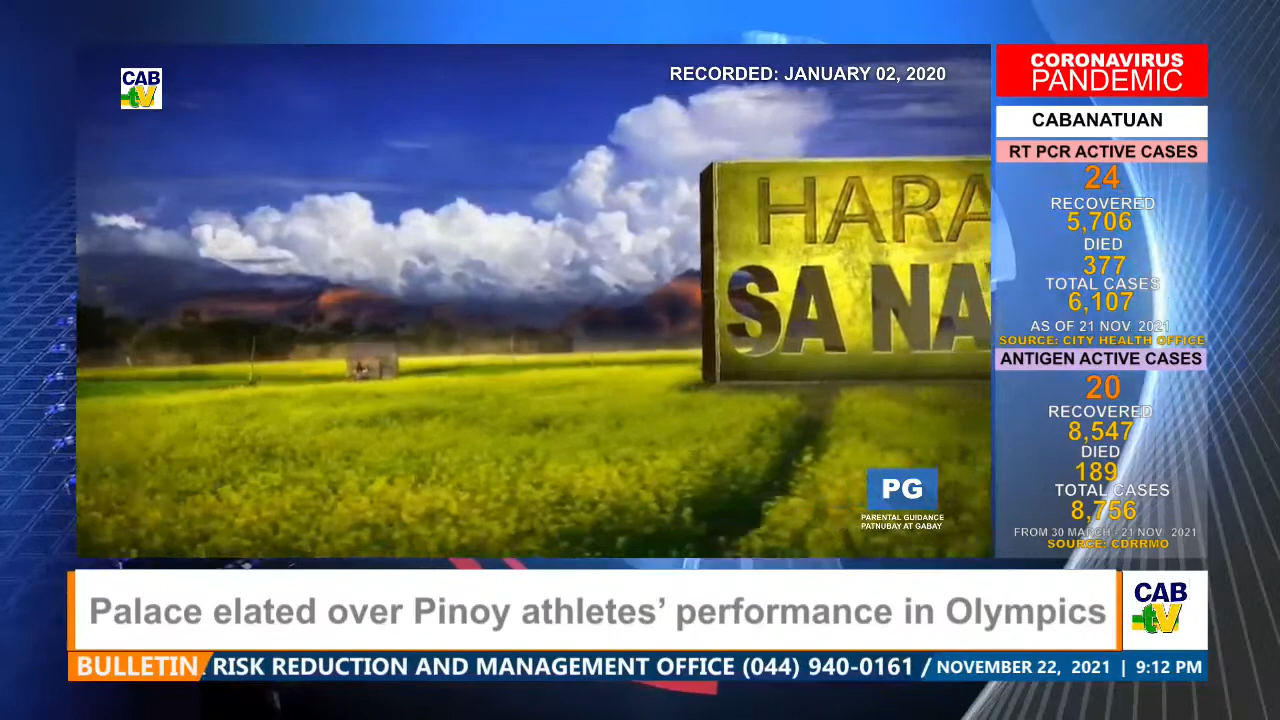 CAB
tV
RECORDED: JANUARY 02, 2020
HARA
SA NA
PG
PARENTAL GUIDANCE
PATNUBAY AT GABAY
CORONAVIRUS
PANDEMIC
CABANATUAN
RT PCR ACTIVE CASES
24
RECOVERED
5,706
DIED
377
TOTAL CASES
6,107
AS OF 21 NOV 2021
SOURCE: CITY HEALTH OFFICE
ANTIGEN ACTIVE CASES
20
RECOVERED
8,547
DIED
189
TOTAL CASES
8,756
FROM 30 MARCH - 21 NOV 2021
SOURCE: CDRRMO
Palace elated over Pinoy athletes’ performance in Olympics
CAB
tV
BULLETIN RISK REDUCTION AND MANAGEMENT OFFICE (044) 940-0161 / NOVEMBER 22, 2021 | 9:12 PM